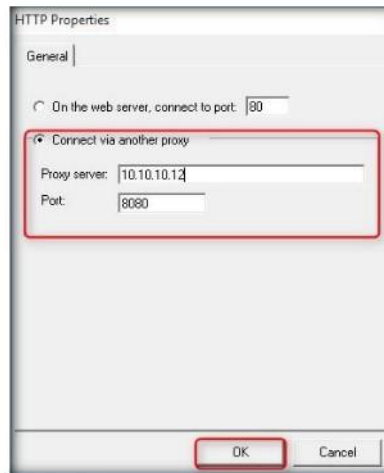 HTTP Properties
General
On the web server, connect to port: 80
Connect via another proxy
Proxy server: 10.10.10.12
Port: 8080
OK Cancel